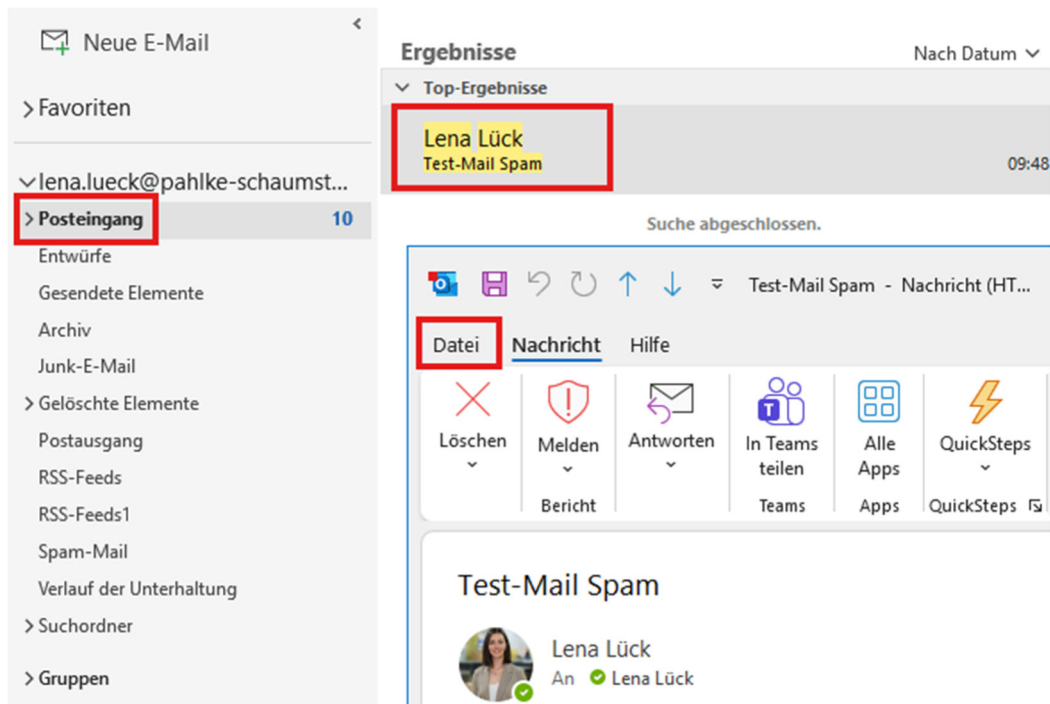 Neue E-Mail
Favoriten
lena.lueck@pahlke-schaumst...
Posteingang 10
Entwürfe
Gesendete Elemente
Archiv
Junk-E-Mail
Gelöschte Elemente
Postausgang
RSS-Feeds
RSS-Feeds1
Spam-Mail
Verlauf der Unterhaltung
Suchordner
Gruppen
Ergebnisse Nach Datum
Top-Ergebnisse
Lena Lück
Test-Mail Spam 09:48
Suche abgeschlossen.
Test-Mail Spam - Nachricht (HT...
Datei Nachricht Hilfe
Löschen Melden Antworten In Teams teilen Alle Apps QuickSteps
Bericht Teams Apps QuickSteps
Test-Mail Spam
Lena Lück
An Lena Lück